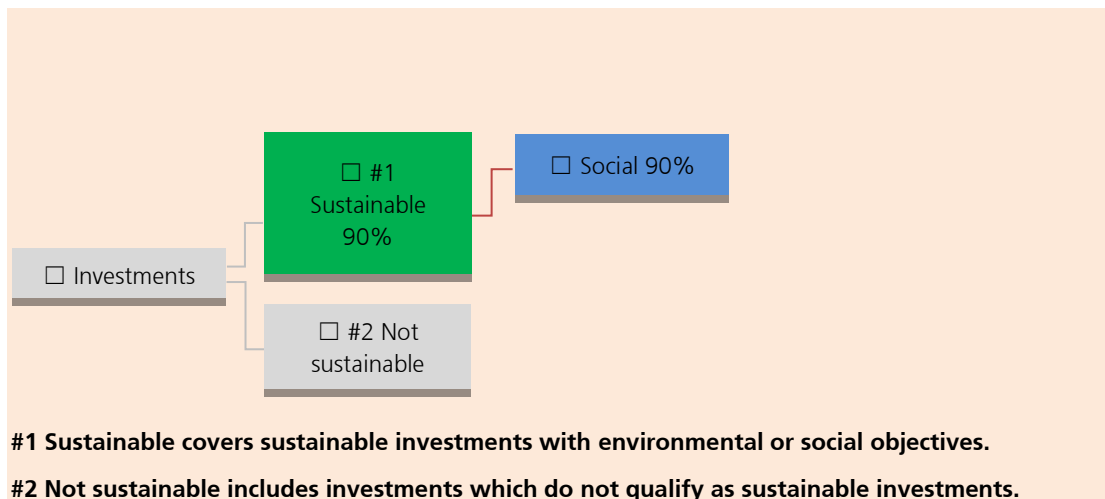 ☐ #1
Sustainable
90%
☐ Social 90%
☐ Investments
☐ #2 Not
sustainable
#1 Sustainable covers sustainable investments with environmental or social objectives.
#2 Not sustainable includes investments which do not qualify as sustainable investments.